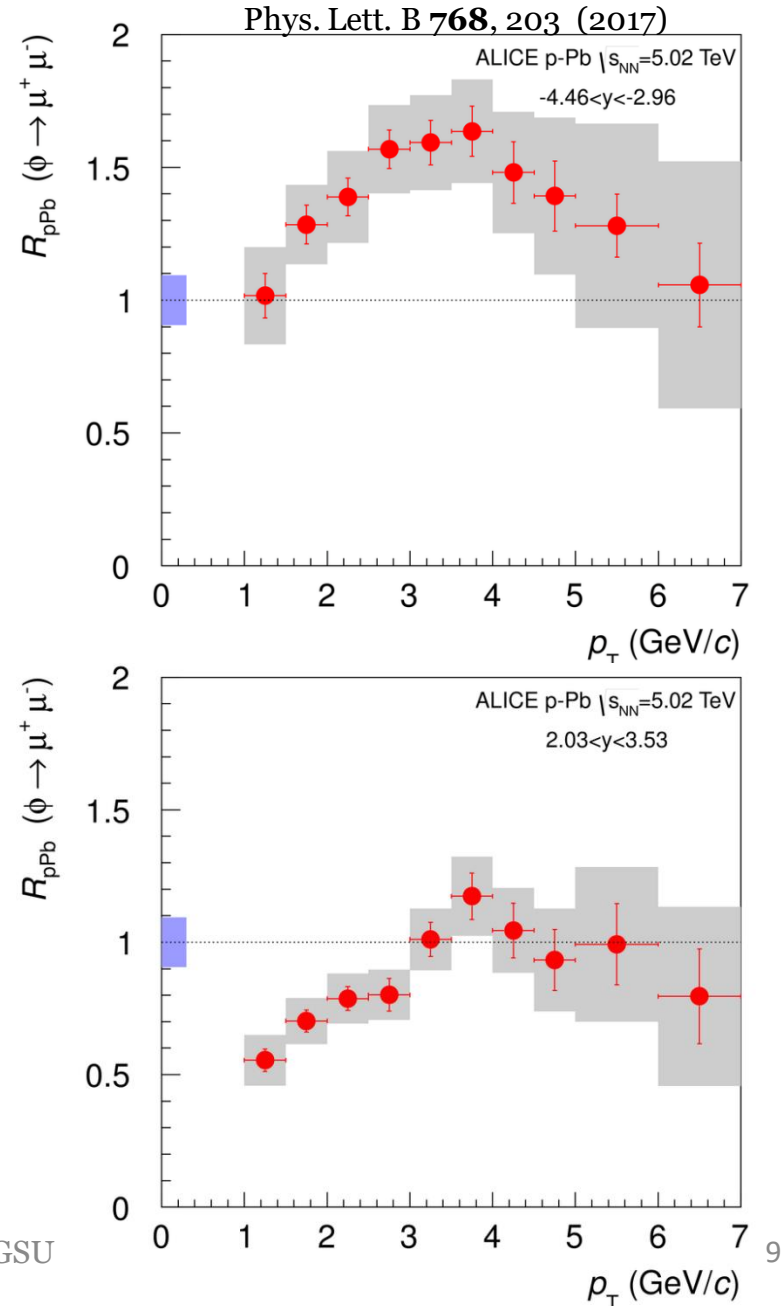 Phys. Lett. B 768, 203 (2017)
ALICE p-Pb √sNN=5.02 TeV
-4.46<y<-2.96
RpPb (ϕ → μ+ μ-)
2
1.5
1
0.5
0
0 1 2 3 4 5 6 7
pT (GeV/c)
ALICE p-Pb √sNN=5.02 TeV
2.03<y<3.53
RpPb (ϕ → μ+ μ-)
2
1.5
1
0.5
0
0 1 2 3 4 5 6 7
pT (GeV/c)
GSU
9